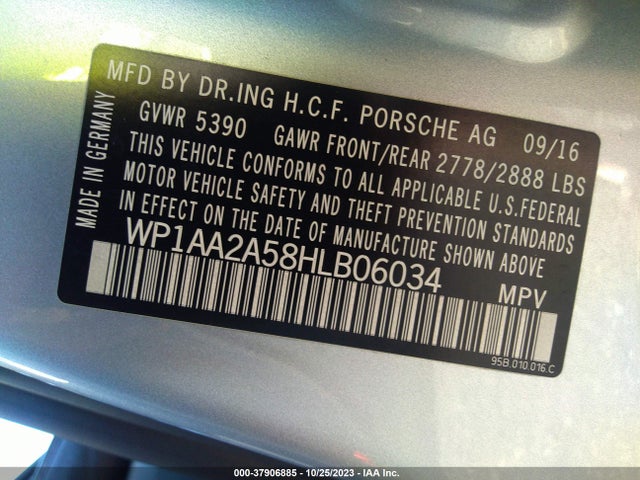 MFD BY DR.ING H.C.F. PORSCHE AG 09/16
GVWR 5390 GAWR FRONT/REAR 2778/2888 LBS
THIS VEHICLE CONFORMS TO ALL APPLICABLE U.S.FEDERAL
MOTOR VEHICLE SAFETY AND THEFT PREVENTION STANDARDS
IN EFFECT ON THE DATE OF MANUFACTURE SHOWN ABOVE
MADE IN GERMANY
WP1AA2A58HLB06034
MPV
95B.010.016.C
000-37906885 - 10/25/2023 - IAA Inc.